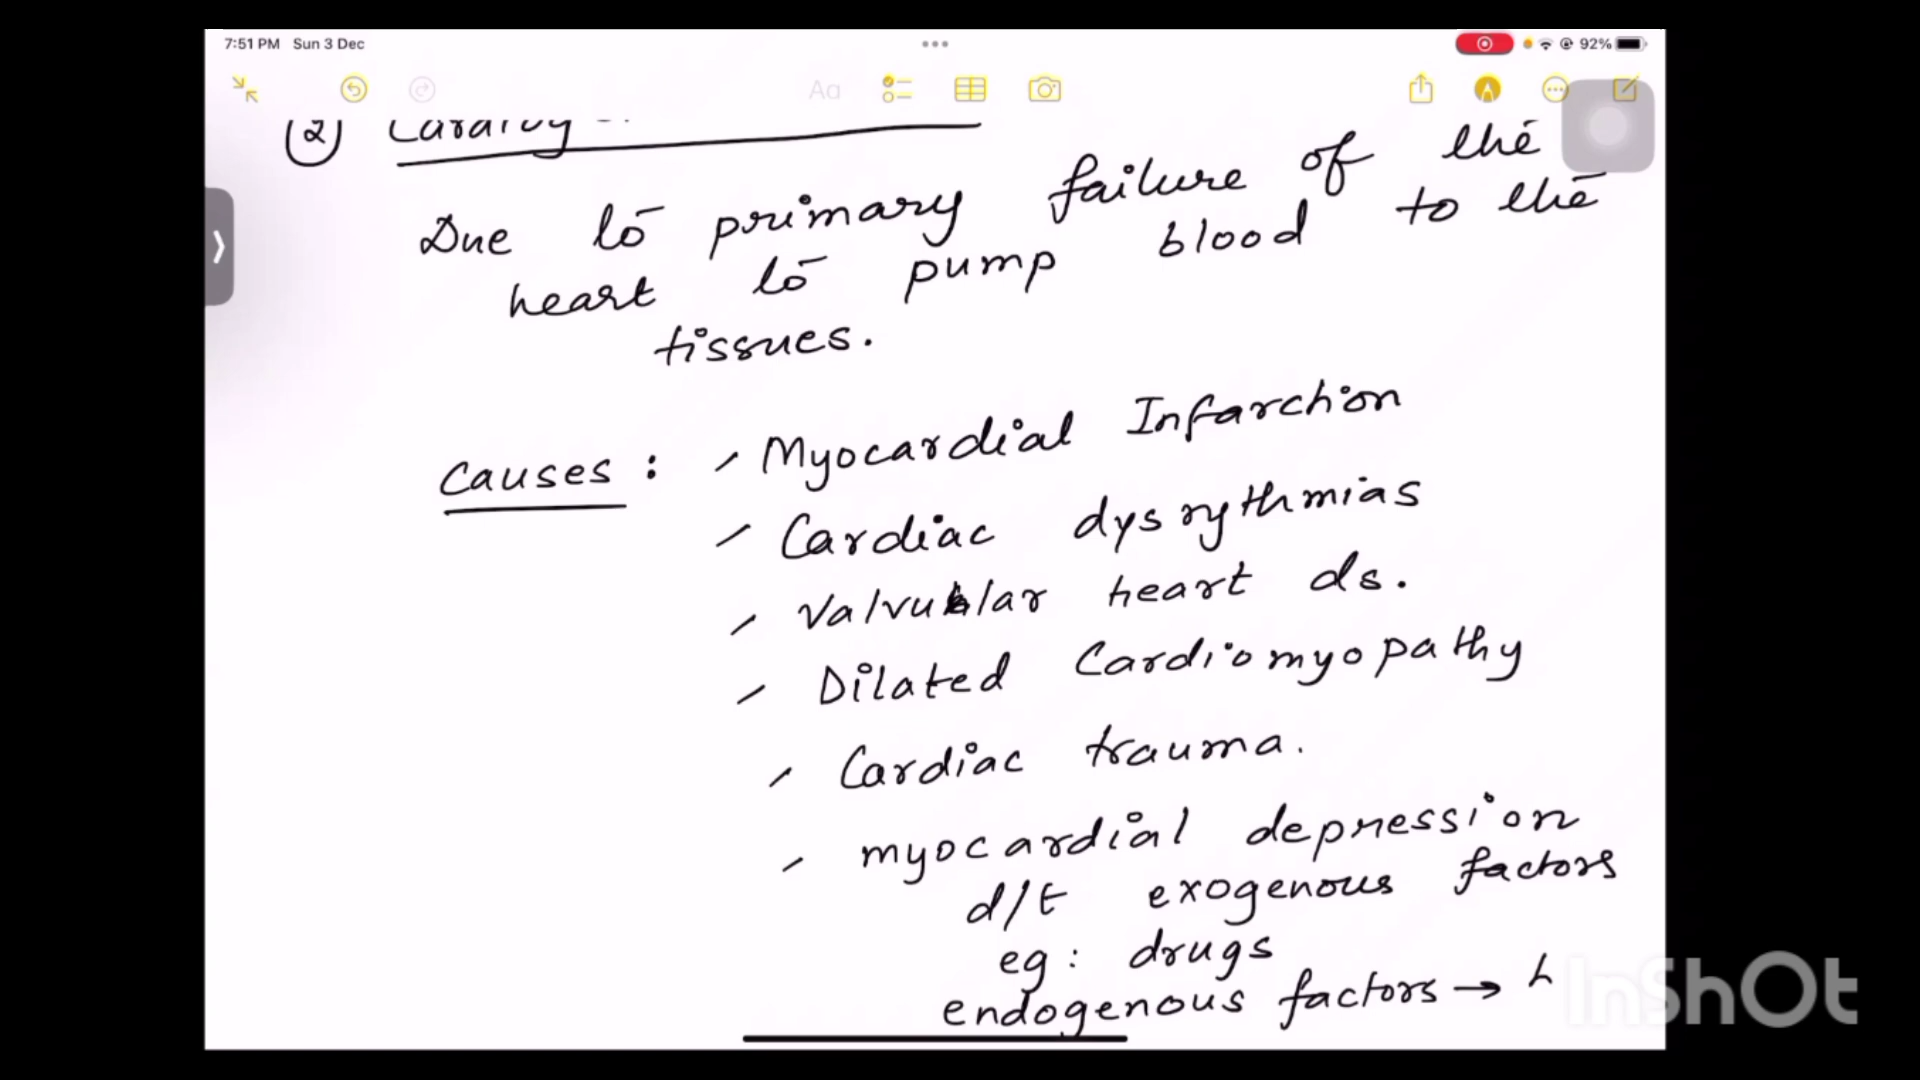 7:51 PM Sun 3 Dec
92%
Aa
(2)
Due to primary failure of the
heart to pump blood to the
tissues.
Causes : Myocardial Infarction
Cardiac dysrythmias
Valvular heart ds.
Dilated Cardiomyopathy
Cardiac trauma.
myocardial depression
d/t exogenous factors
eg : drugs
endogenous factors → h
InShOt